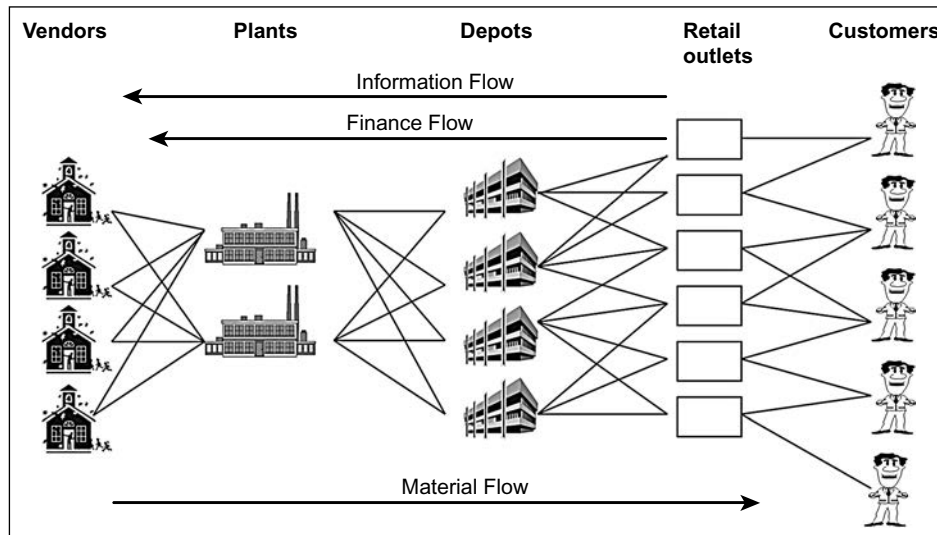 Vendors
Plants
Depots
Retail
outlets
Customers
Information Flow
Finance Flow
Material Flow